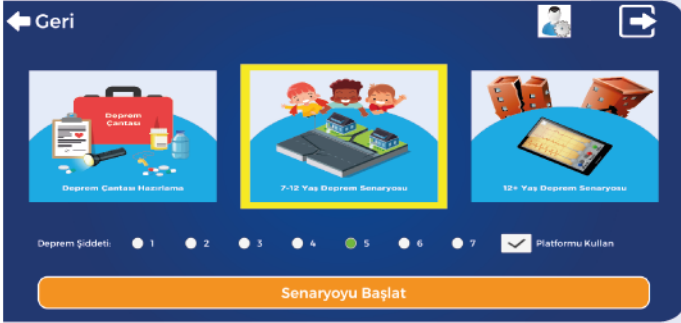 Geri
Deprem
Çantası
Deprem Çantası Hazırlama
7-12 Yaş Deprem Senaryosu
12+ Yaş Deprem Senaryosu
Deprem Şiddeti: 1 2 3 4 5 6 7 Platformu Kullan
Senaryoyu Başlat